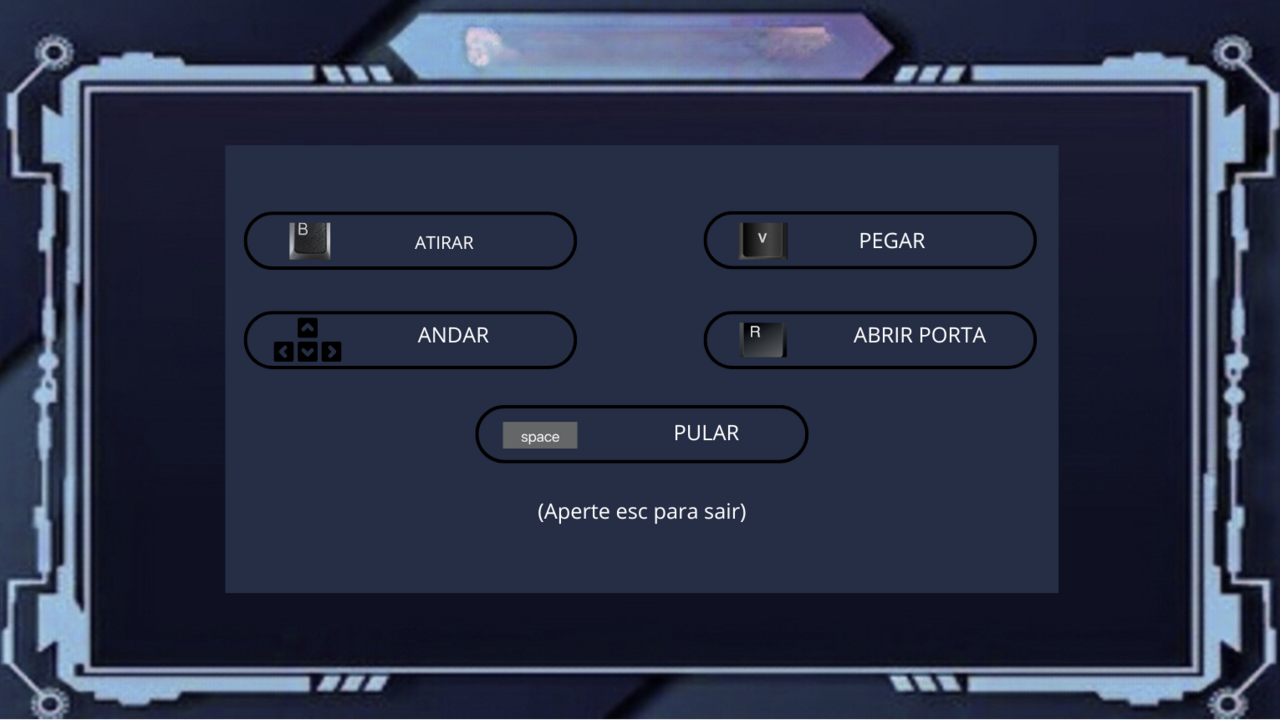 B ATIRAR
V PEGAR
ANDAR
R ABRIR PORTA
space PULAR
(Aperte esc para sair)